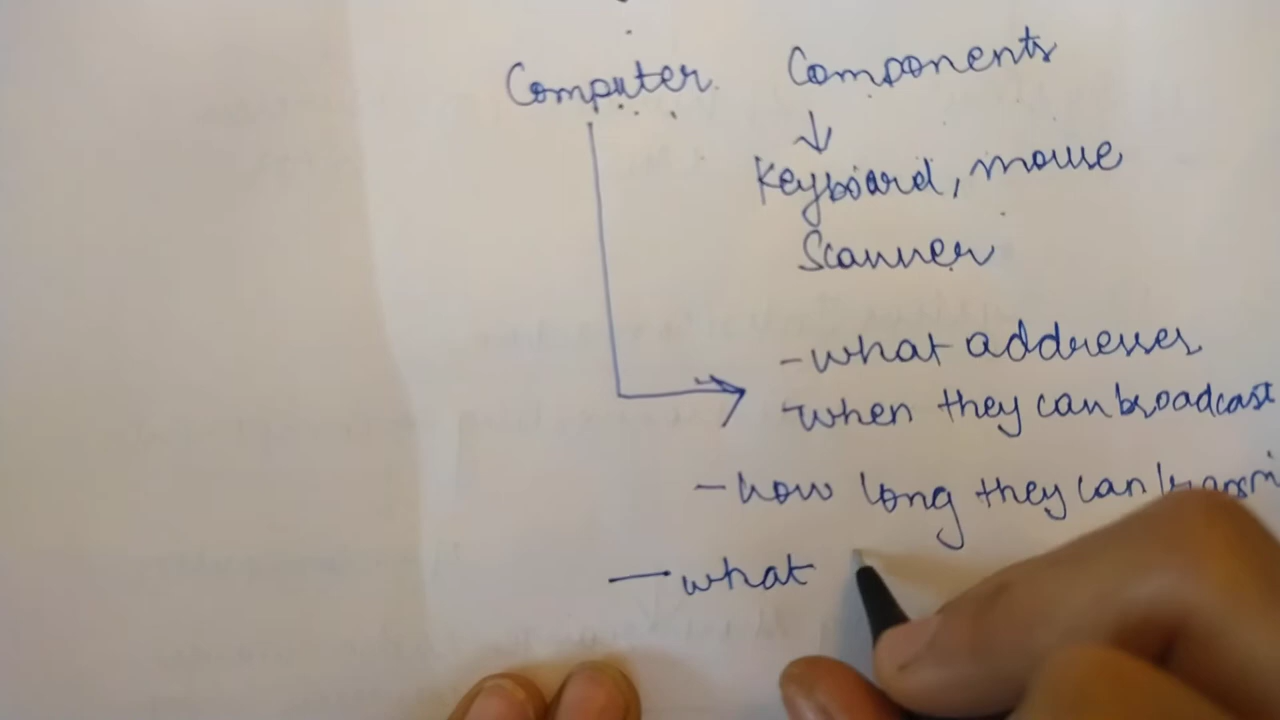 Computer Components
↓
Keyboard, mouse
Scanner
- what addresses
- when they can broadcast
- how long they can
— what